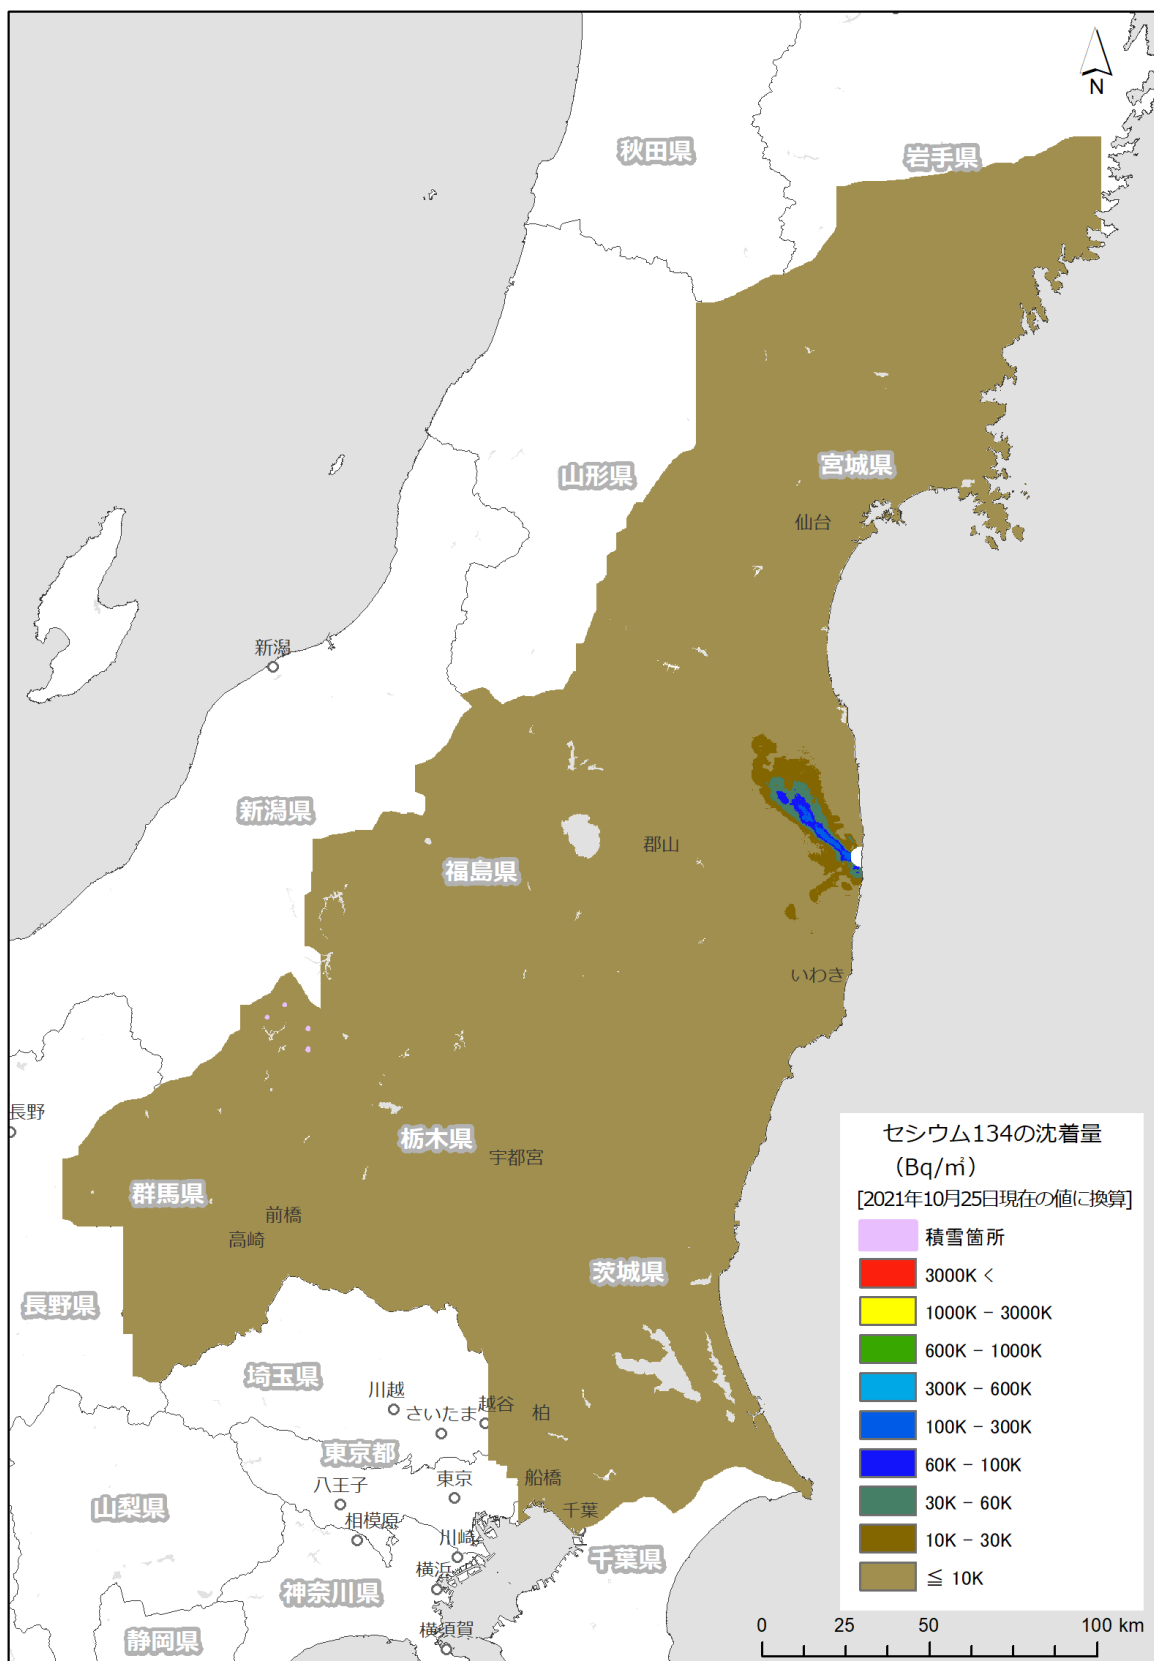 N
秋田県
岩手県
山形県
宮城県
仙台
新潟
新潟県
福島県
郡山
いわき
長野
栃木県
宇都宮
群馬県
前橋
高崎
茨城県
長野県
埼玉県
川越
さいたま
越谷
柏
東京都
八王子
東京
船橋
山梨県
相模原
千葉
川崎
千葉県
横浜
神奈川県
静岡県
横須賀
セシウム134の沈着量
(Bq/㎡)
[2021年10月25日現在の値に換算]
積雪箇所
3000K <
1000K - 3000K
600K - 1000K
300K - 600K
100K - 300K
60K - 100K
30K - 60K
10K - 30K
≦ 10K
0 25 50 100 km